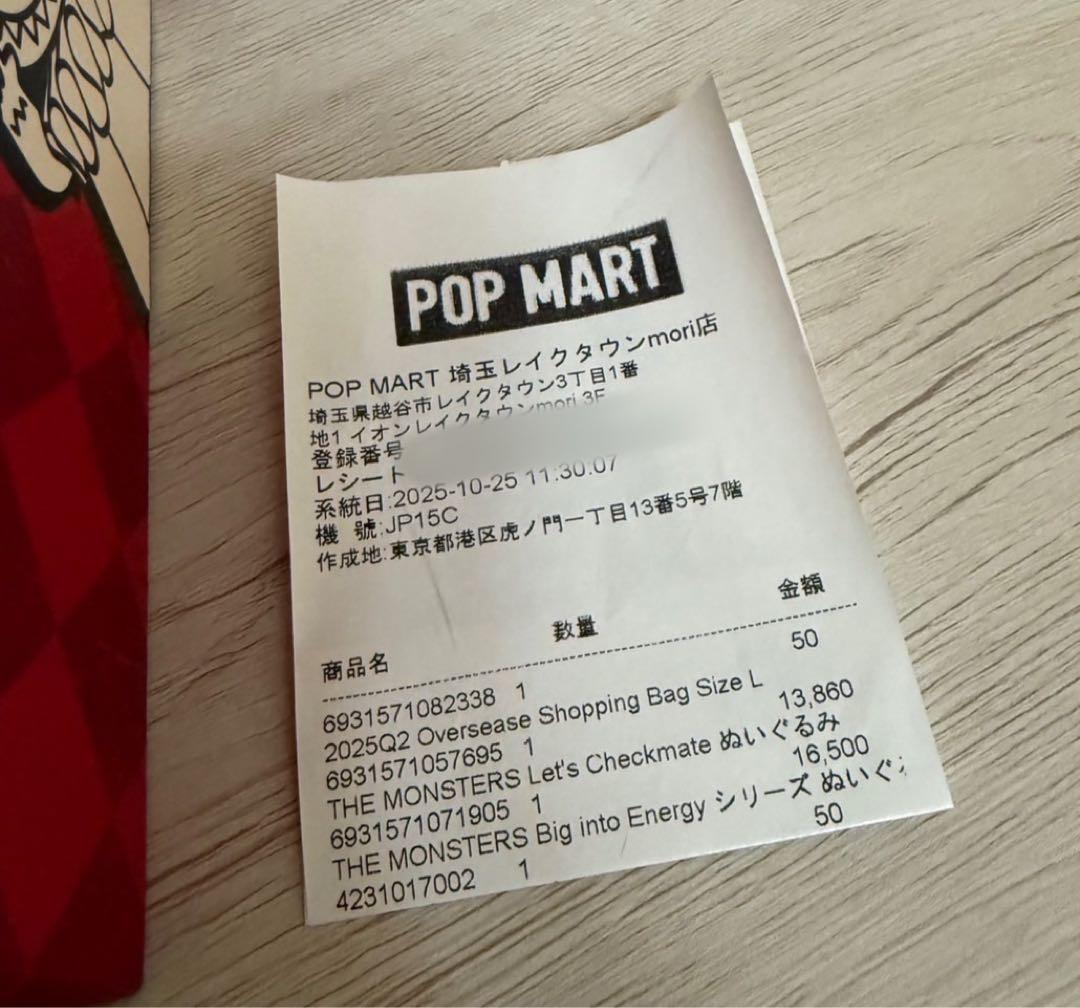 POP MART
POP MART 埼玉レイクタウンmori店
埼玉県越谷市レイクタウン3丁目1番
地1 イオンレイクタウンmori 3F
登録番号
レシート
系統日:2025-10-25 11:30:07
機 號:JP15C
作成地:東京都港区虎ノ門一丁目13番5号7階
商品名 数量 金額
6931571082338 1 50
2025Q2 Oversease Shopping Bag Size L
6931571057695 1 13,860
THE MONSTERS Let's Checkmate ぬいぐるみ
6931571071905 1 16,500
THE MONSTERS Big into Energy シリーズ ぬいぐ
4231017002 1 50